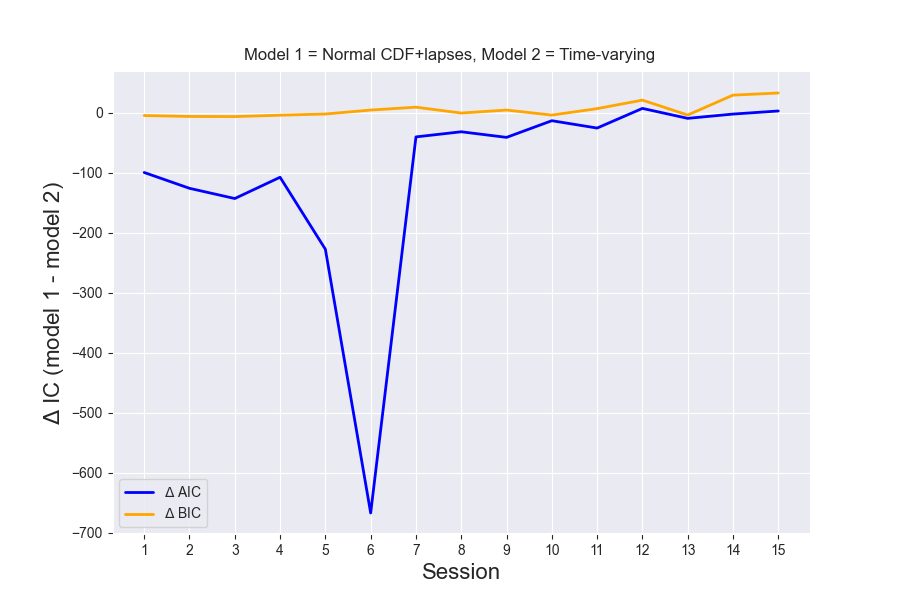 Model 1 = Normal CDF+lapses, Model 2 = Time-varying
Δ IC (model 1 - model 2)
0
−100
−200
−300
−400
−500
−600
−700
Δ AIC
Δ BIC
1 2 3 4 5 6 7 8 9 10 11 12 13 14 15
Session